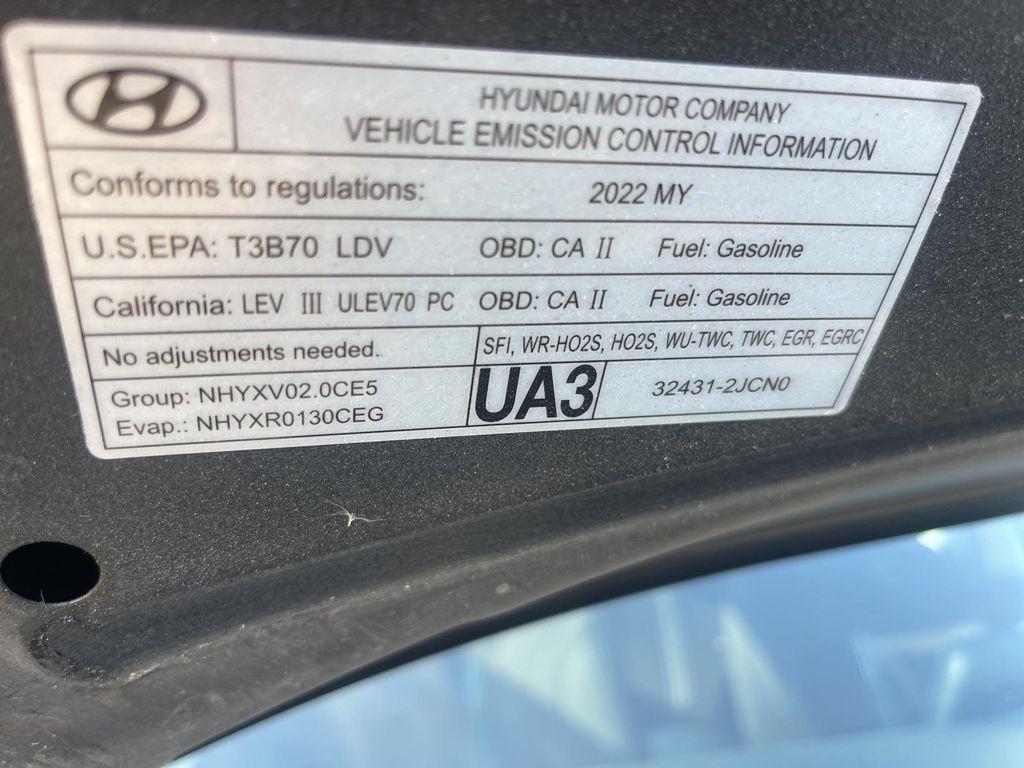 HYUNDAI MOTOR COMPANY
VEHICLE EMISSION CONTROL INFORMATION
Conforms to regulations: 2022 MY
U.S.EPA: T3B70 LDV OBD: CA II Fuel: Gasoline
California: LEV III ULEV70 PC OBD: CA II Fuel: Gasoline
No adjustments needed.
SFI, WR-HO2S, HO2S, WU-TWC, TWC, EGR, EGRC
Group: NHYXV02.0CE5
Evap.: NHYXR0130CEG
UA3
32431-2JCN0